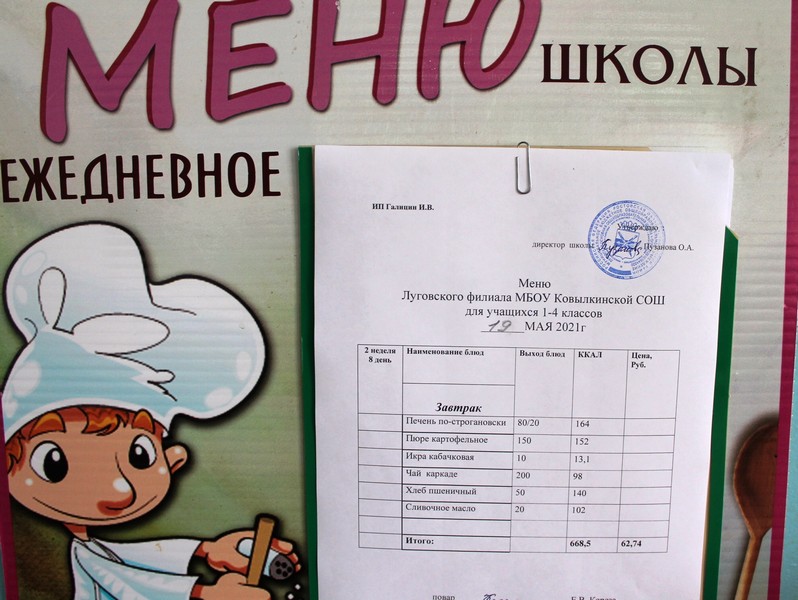 МЕНЮ
ШКОЛЫ
ЕЖЕДНЕВНОЕ
ИП Галицин И.В.
Утверждаю
директор школы Пузанова О.А.
Меню
Луговского филиала МБОУ Ковылкинской СОШ
для учащихся 1-4 классов
19 МАЯ 2021г
2 неделя Наименование блюд Выход блюд ККАЛ Цена,
8 день Руб.
Завтрак
Печень по-строгановски 80/20 164
Пюре картофельное 150 152
Икра кабачковая 10 13,1
Чай каркаде 200 98
Хлеб пшеничный 50 140
Сливочное масло 20 102
Итого: 668,5 62,74
повар Е.В.